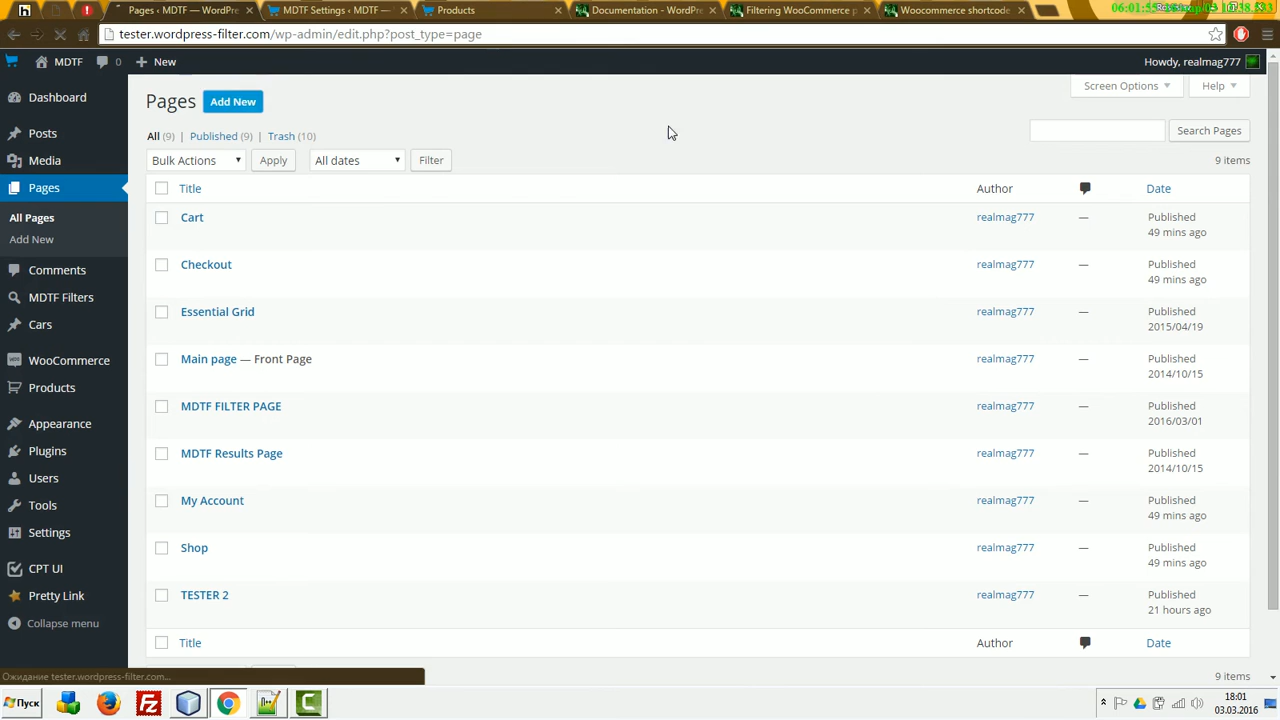 Pages ‹ MDTF — WordPre
MDTF Settings ‹ MDTF —
Products
Documentation - WordPre
Filtering WooCommerce p
Woocommerce shortcode
tester.wordpress-filter.com/wp-admin/edit.php?post_type=page
MDTF
0
New
Howdy, realmag777
Dashboard
Posts
Media
Pages
All Pages
Add New
Comments
MDTF Filters
Cars
WooCommerce
Products
Appearance
Plugins
Users
Tools
Settings
CPT UI
Pretty Link
Collapse menu
Screen Options
Help
Pages
Add New
All (9) | Published (9) | Trash (10)
Search Pages
Bulk Actions
Apply
All dates
Filter
9 items
Title
Author
Date
Cart
realmag777
—
Published
49 mins ago
Checkout
realmag777
—
Published
49 mins ago
Essential Grid
realmag777
—
Published
2015/04/19
Main page — Front Page
realmag777
—
Published
2014/10/15
MDTF FILTER PAGE
realmag777
—
Published
2016/03/01
MDTF Results Page
realmag777
—
Published
2014/10/15
My Account
realmag777
—
Published
49 mins ago
Shop
realmag777
—
Published
49 mins ago
TESTER 2
realmag777
—
Published
21 hours ago
Title
Author
Date
9 items
Ожидание tester.wordpress-filter.com...
Пуск
18:01
03.03.2016